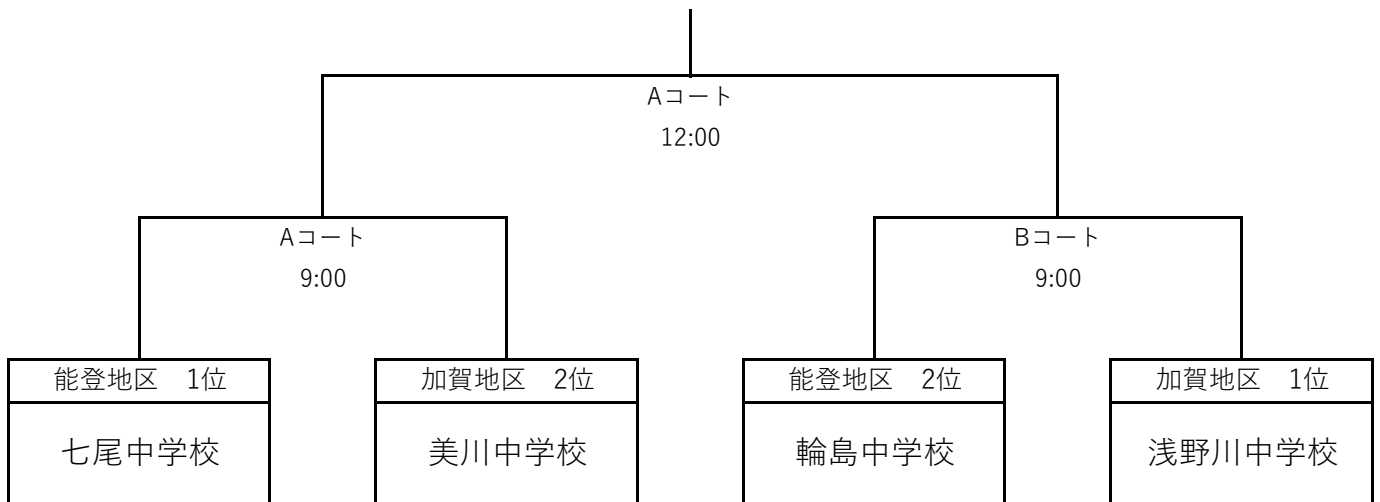 Aコート
12:00
Aコート
9:00
Bコート
9:00
能登地区　1位
七尾中学校
加賀地区　2位
美川中学校
能登地区　2位
輪島中学校
加賀地区　1位
浅野川中学校